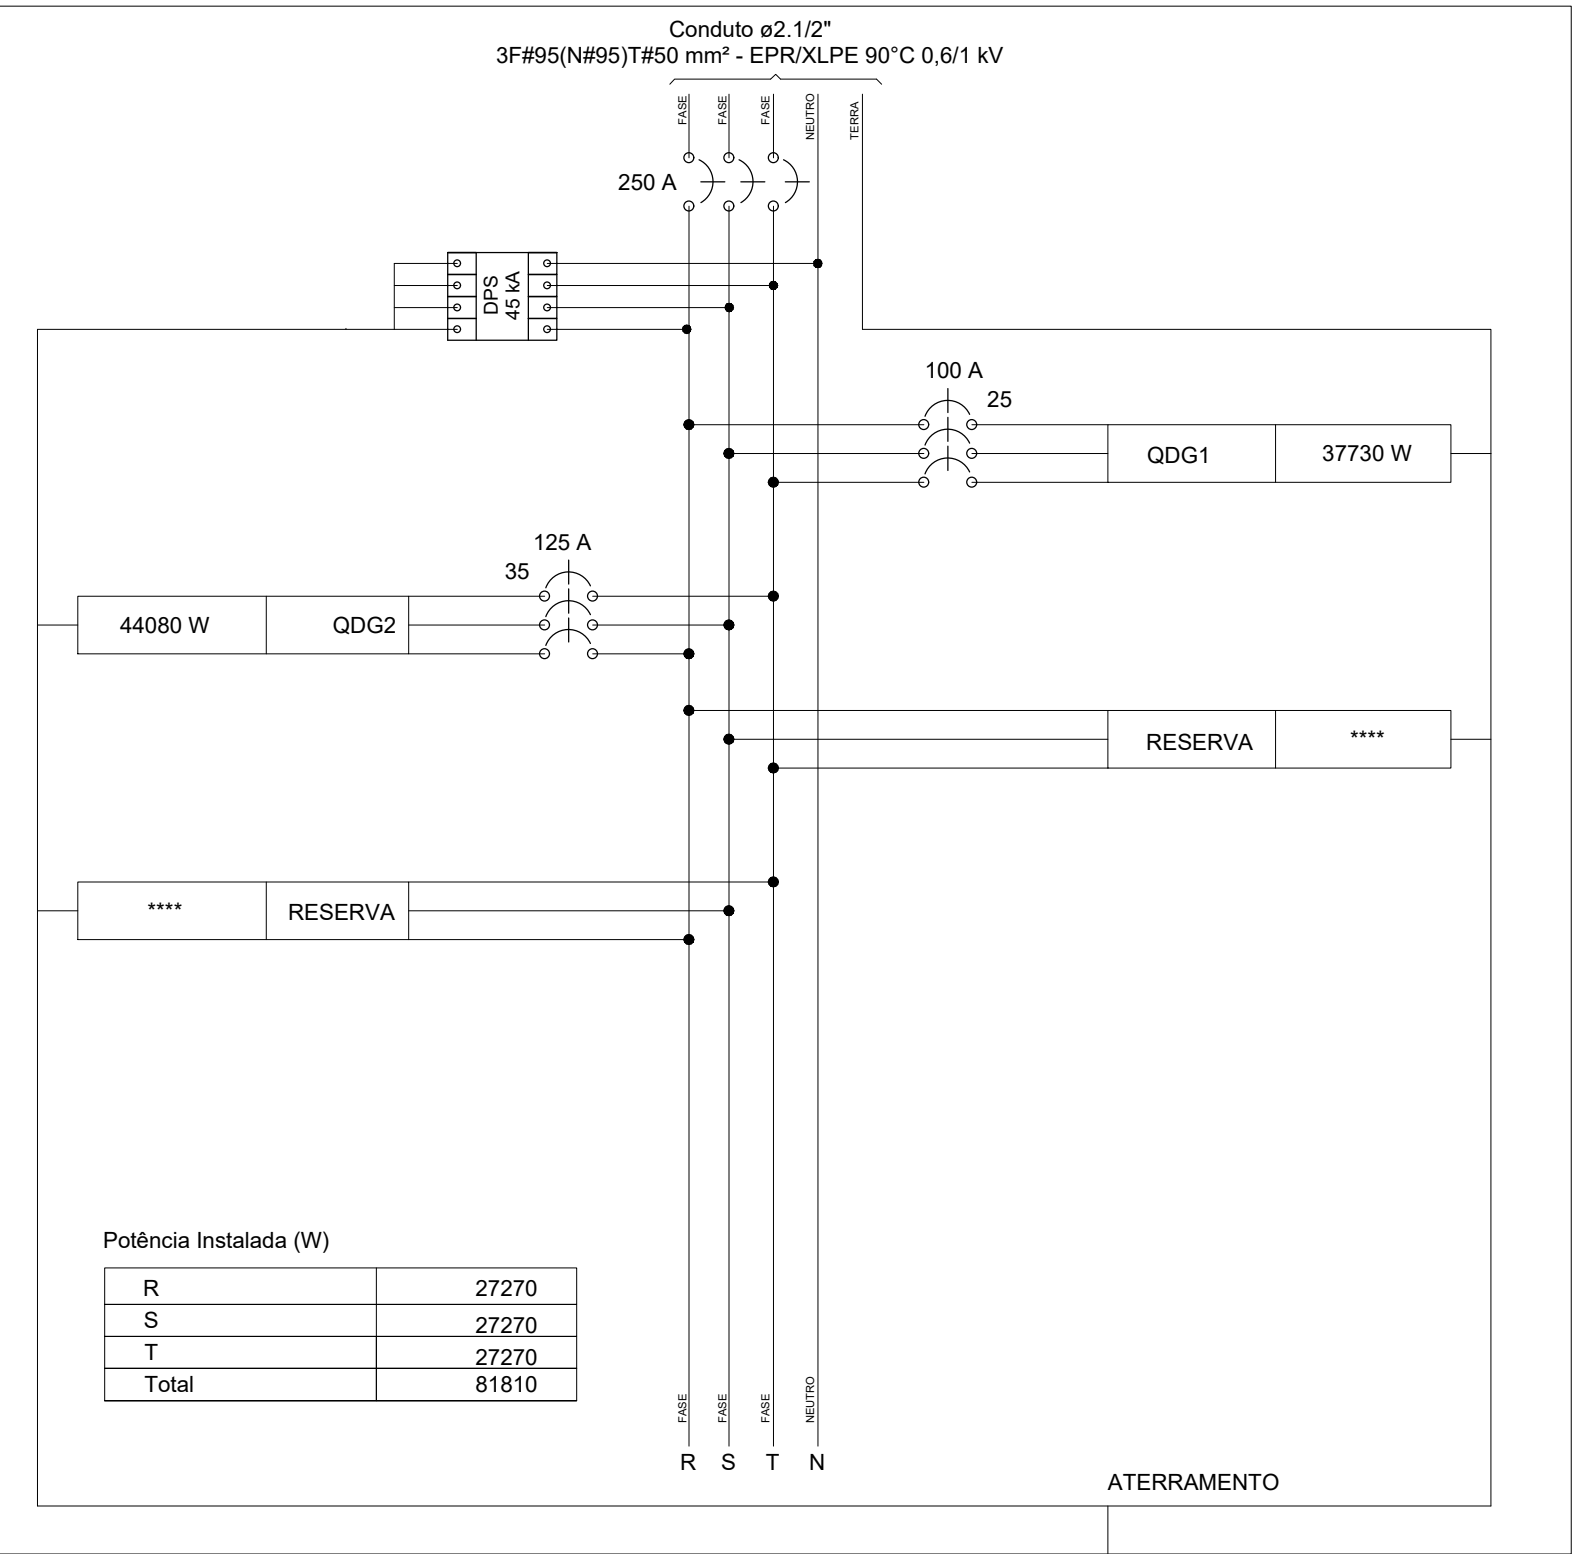 Conduto ø2.1/2"
3F#95(N#95)T#50 mm² - EPR/XLPE 90°C 0,6/1 kV
FASE
FASE
FASE
NEUTRO
TERRA
250 A
DPS
45 kA
100 A
25
QDG1
37730 W
125 A
35
44080 W
QDG2
RESERVA
****
****
RESERVA
Potência Instalada (W)
R 27270
S 27270
T 27270
Total 81810
FASE
FASE
FASE
NEUTRO
R S T N
ATERRAMENTO